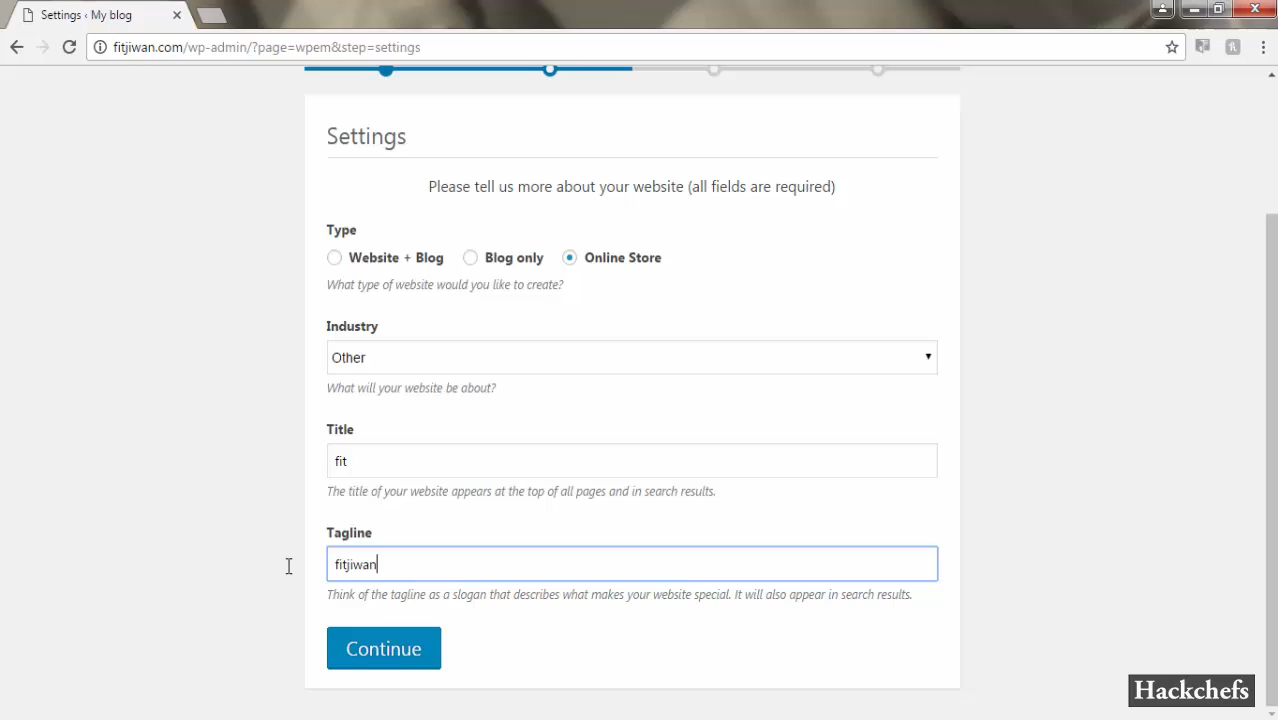 Settings ‹ My blog
fitjiwan.com/wp-admin/?page=wpem&step=settings
Settings
Please tell us more about your website (all fields are required)
Type
Website + Blog Blog only Online Store
What type of website would you like to create?
Industry
Other
What will your website be about?
Title
fit
The title of your website appears at the top of all pages and in search results.
Tagline
fitjiwan
Think of the tagline as a slogan that describes what makes your website special. It will also appear in search results.
Continue
Hackchefs